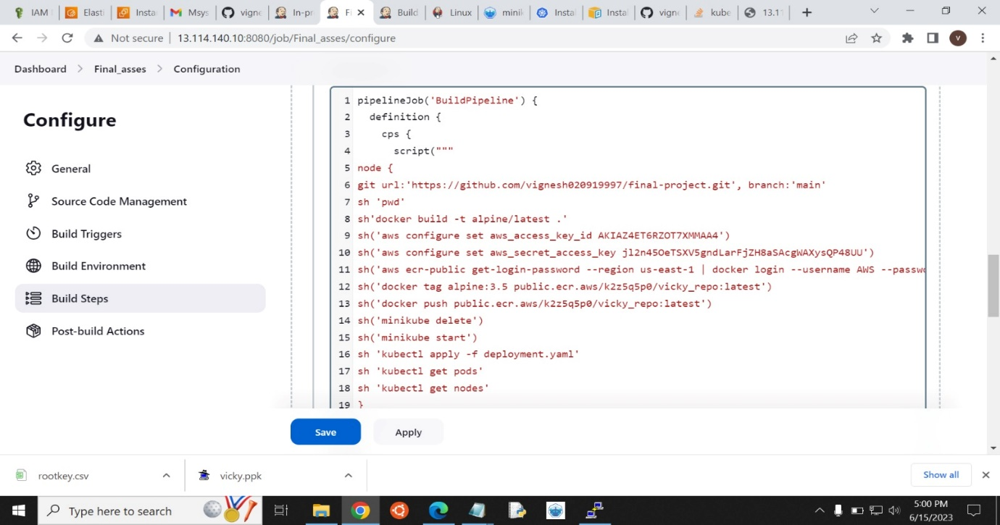 IAM
Elasti
Instan
Msys
vigne
In-pr
Fi
Build
Linux
minik
Instal
Instal
vigne
kube
13.11
Not secure | 13.114.140.10:8080/job/Final_asses/configure
V
Dashboard > Final_asses > Configuration
Configure
General
Source Code Management
Build Triggers
Build Environment
Build Steps
Post-build Actions
1 pipelineJob('BuildPipeline') {
2 definition {
3 cps {
4 script("""
5 node {
6 git url:'https://github.com/vignesh020919997/final-project.git', branch:'main'
7 sh 'pwd'
8 sh'docker build -t alpine/latest .'
9 sh('aws configure set aws_access_key_id AKIAZ4ET6RZOT7XMMAA4')
10 sh('aws configure set aws_secret_access_key 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')
11 sh('aws ecr-public get-login-password --region us-east-1 | docker login --username AWS --passwo
12 sh('docker tag alpine:3.5 public.ecr.aws/k2z5q5p0/vicky_repo:latest')
13 sh('docker push public.ecr.aws/k2z5q5p0/vicky_repo:latest')
14 sh('minikube delete')
15 sh('minikube start')
16 sh 'kubectl apply -f deployment.yaml'
17 sh 'kubectl get pods'
18 sh 'kubectl get nodes'
19 }
Save
Apply
rootkey.csv
vicky.ppk
Show all
Type here to search
5:00 PM
6/15/2023